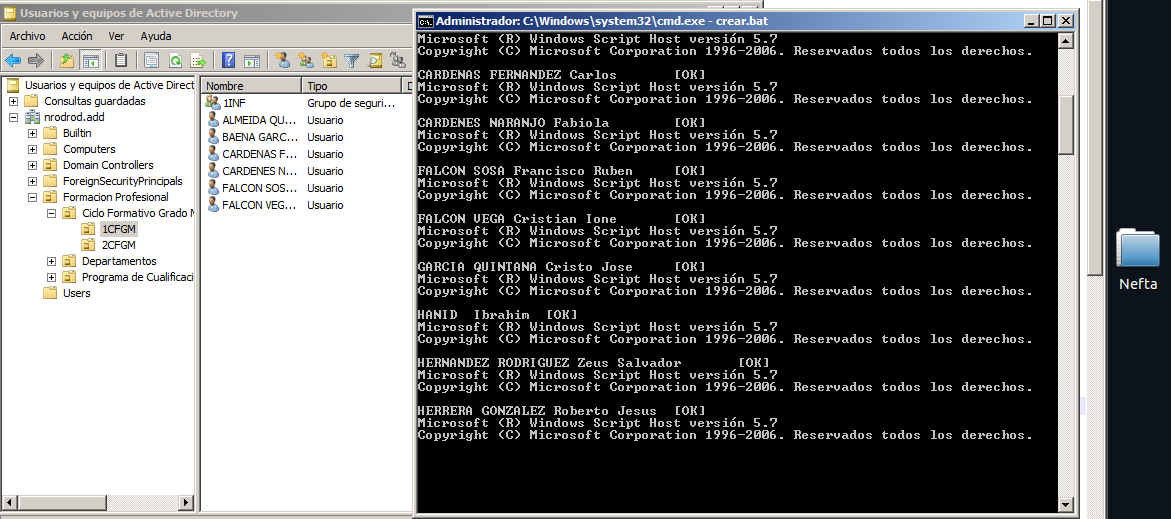 Usuarios y equipos de Active Directory
Archivo Acción Ver Ayuda
Usuarios y equipos de Active Direct
Consultas guardadas
nrodrod.add
Builtin
Computers
Domain Controllers
ForeignSecurityPrincipals
Formacion Profesional
Ciclo Formativo Grado M
1CFGM
2CFGM
Departamentos
Programa de Cualificaci
Users
Nombre Tipo D
1INF Grupo de seguri...
ALMEIDA QU... Usuario
BAENA GARC... Usuario
CARDENAS F... Usuario
CARDENES N... Usuario
FALCON SOS... Usuario
FALCON VEG... Usuario
Administrador: C:\Windows\system32\cmd.exe - crear.bat
Microsoft (R) Windows Script Host versión 5.7
Copyright (C) Microsoft Corporation 1996-2006. Reservados todos los derechos.
CARDENAS FERNANDEZ Carlos [OK]
Microsoft (R) Windows Script Host versión 5.7
Copyright (C) Microsoft Corporation 1996-2006. Reservados todos los derechos.
CARDENES NARANJO Fabiola [OK]
Microsoft (R) Windows Script Host versión 5.7
Copyright (C) Microsoft Corporation 1996-2006. Reservados todos los derechos.
FALCON SOSA Francisco Ruben [OK]
Microsoft (R) Windows Script Host versión 5.7
Copyright (C) Microsoft Corporation 1996-2006. Reservados todos los derechos.
FALCON VEGA Cristian Ione [OK]
Microsoft (R) Windows Script Host versión 5.7
Copyright (C) Microsoft Corporation 1996-2006. Reservados todos los derechos.
GARCIA QUINTANA Cristo Jose [OK]
Microsoft (R) Windows Script Host versión 5.7
Copyright (C) Microsoft Corporation 1996-2006. Reservados todos los derechos.
HANID Ibrahim [OK]
Microsoft (R) Windows Script Host versión 5.7
Copyright (C) Microsoft Corporation 1996-2006. Reservados todos los derechos.
HERNANDEZ RODRIGUEZ Zeus Salvador [OK]
Microsoft (R) Windows Script Host versión 5.7
Copyright (C) Microsoft Corporation 1996-2006. Reservados todos los derechos.
HERRERA GONZALEZ Roberto Jesus [OK]
Microsoft (R) Windows Script Host versión 5.7
Copyright (C) Microsoft Corporation 1996-2006. Reservados todos los derechos.
Nefta